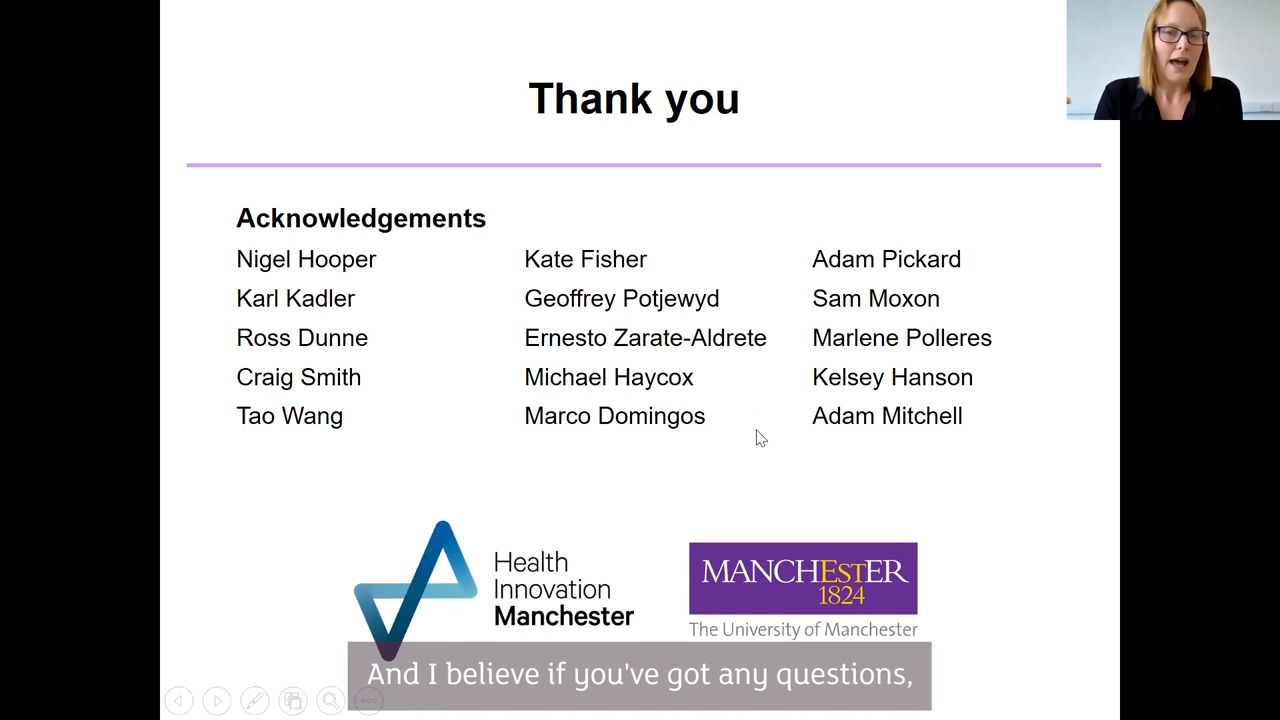 Thank you
Acknowledgements
Nigel Hooper
Karl Kadler
Ross Dunne
Craig Smith
Tao Wang
Kate Fisher
Geoffrey Potjewyd
Ernesto Zarate-Aldrete
Michael Haycox
Marco Domingos
Adam Pickard
Sam Moxon
Marlene Polleres
Kelsey Hanson
Adam Mitchell
Health
Innovation
Manchester
MANCHESTER
1824
The University of Manchester
And I believe if you've got any questions,